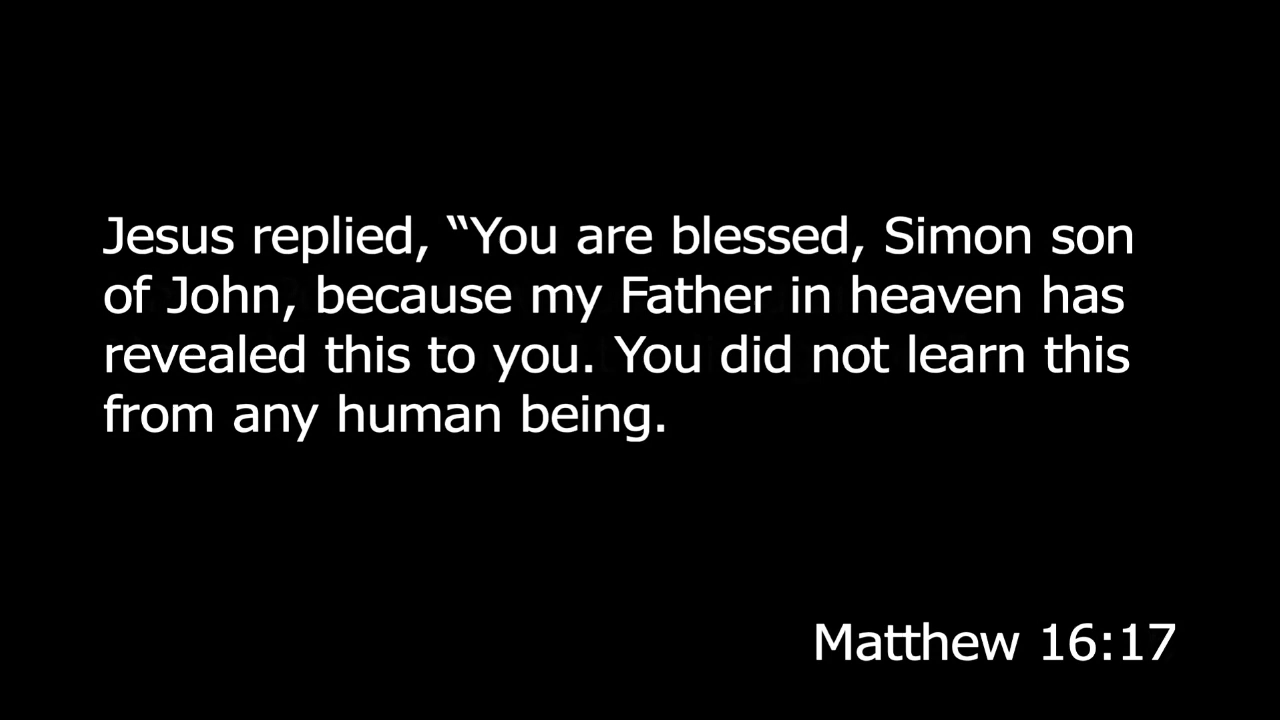 Jesus replied, “You are blessed, Simon son
of John, because my Father in heaven has
revealed this to you. You did not learn this
from any human being.
Matthew 16:17